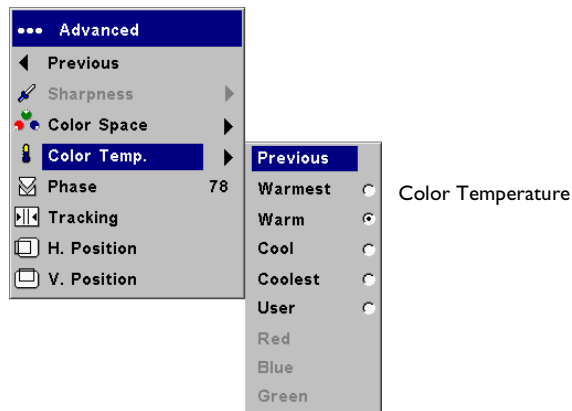 Advanced
Previous
Sharpness
Color Space
Color Temp.
Phase 78
Tracking
H. Position
V. Position
Previous
Warmest
Warm
Cool
Coolest
User
Red
Blue
Green
Color Temperature